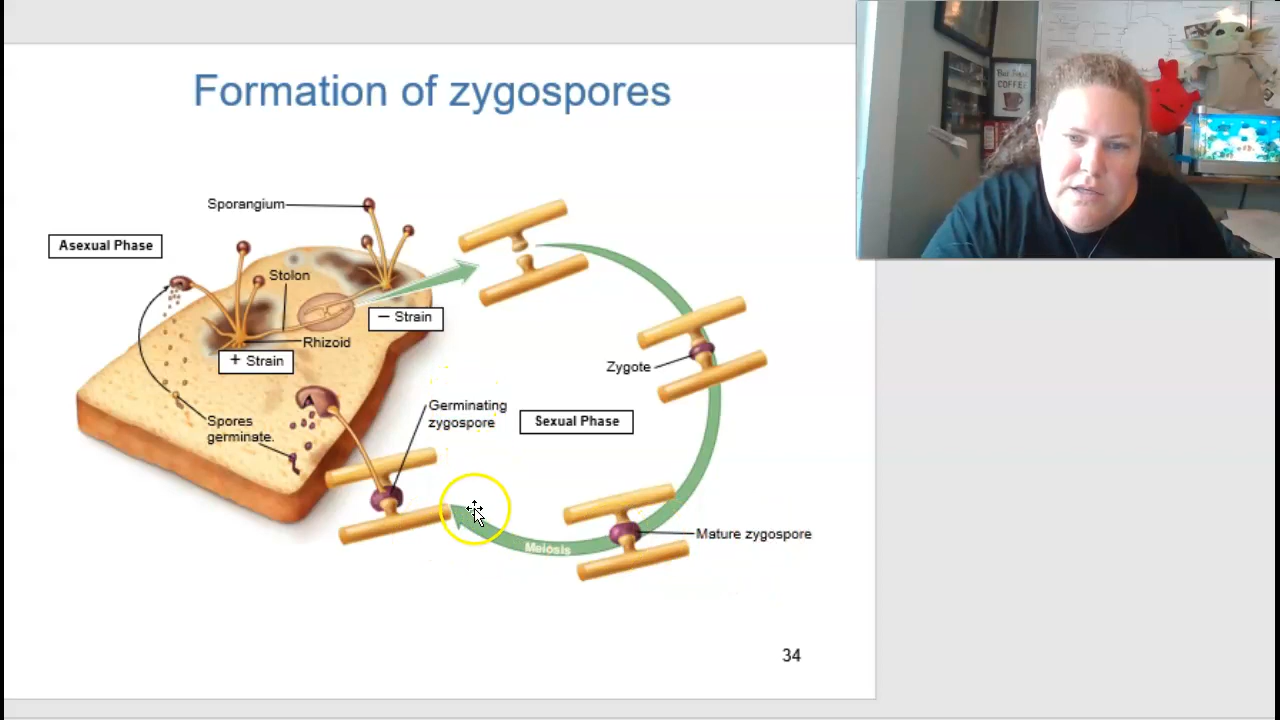 Formation of zygospores
Sporangium
Asexual Phase
Stolon
− Strain
Rhizoid
+ Strain
Zygote
Germinating
zygospore
Sexual Phase
Spores
germinate.
Mature zygospore
Meiosis
34
COFFEE